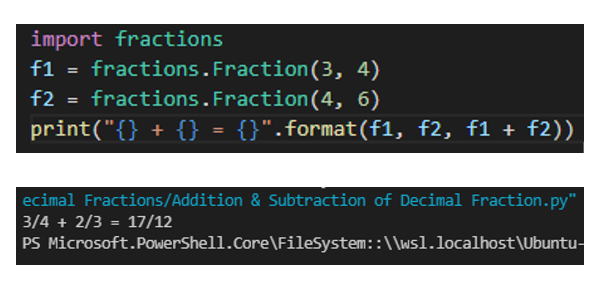 import fractions
f1 = fractions.Fraction(3, 4)
f2 = fractions.Fraction(4, 6)
print("{} + {} = {}".format(f1, f2, f1 + f2))
ecimal Fractions/Addition & Subtraction of Decimal Fraction.py"
3/4 + 2/3 = 17/12
PS Microsoft.PowerShell.Core\FileSystem::\\wsl.localhost\Ubuntu-